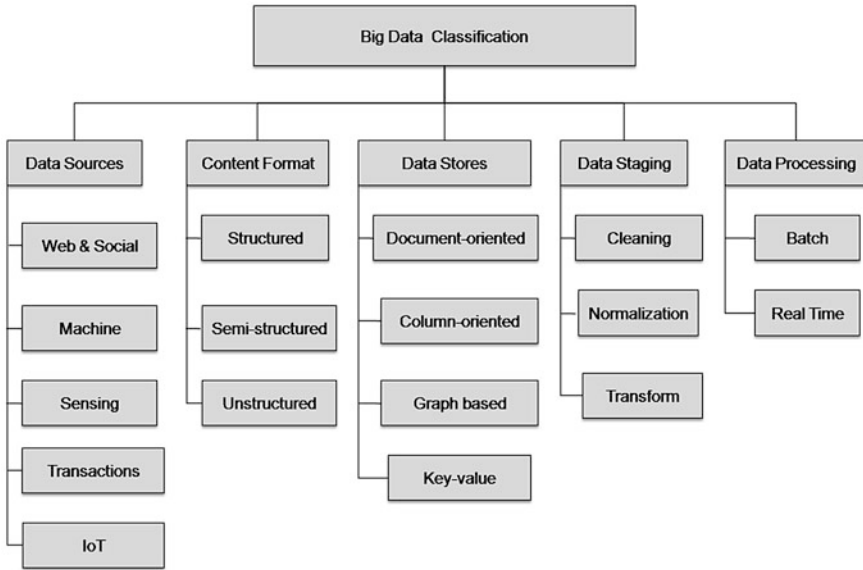 Big Data Classification
Data Sources
Web & Social
Machine
Sensing
Transactions
IoT
Content Format
Structured
Semi-structured
Unstructured
Data Stores
Document-oriented
Column-oriented
Graph based
Key-value
Data Staging
Cleaning
Normalization
Transform
Data Processing
Batch
Real Time